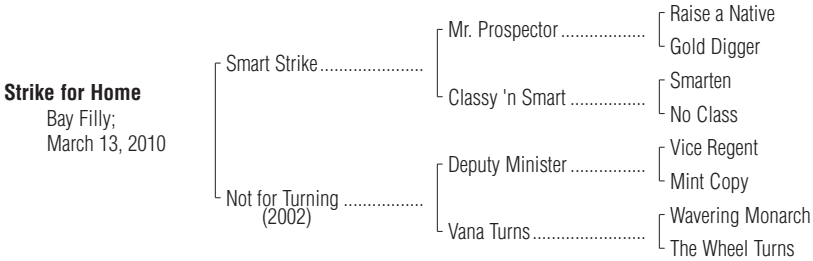 Strike for Home
Bay Filly;
March 13, 2010
Smart Strike......................
Not for Turning .................
(2002)
Mr. Prospector ..................
Classy 'n Smart ................
Deputy Minister ................
Vana Turns........................
Raise a Native
Gold Digger
Smarten
No Class
Vice Regent
Mint Copy
Wavering Monarch
The Wheel Turns